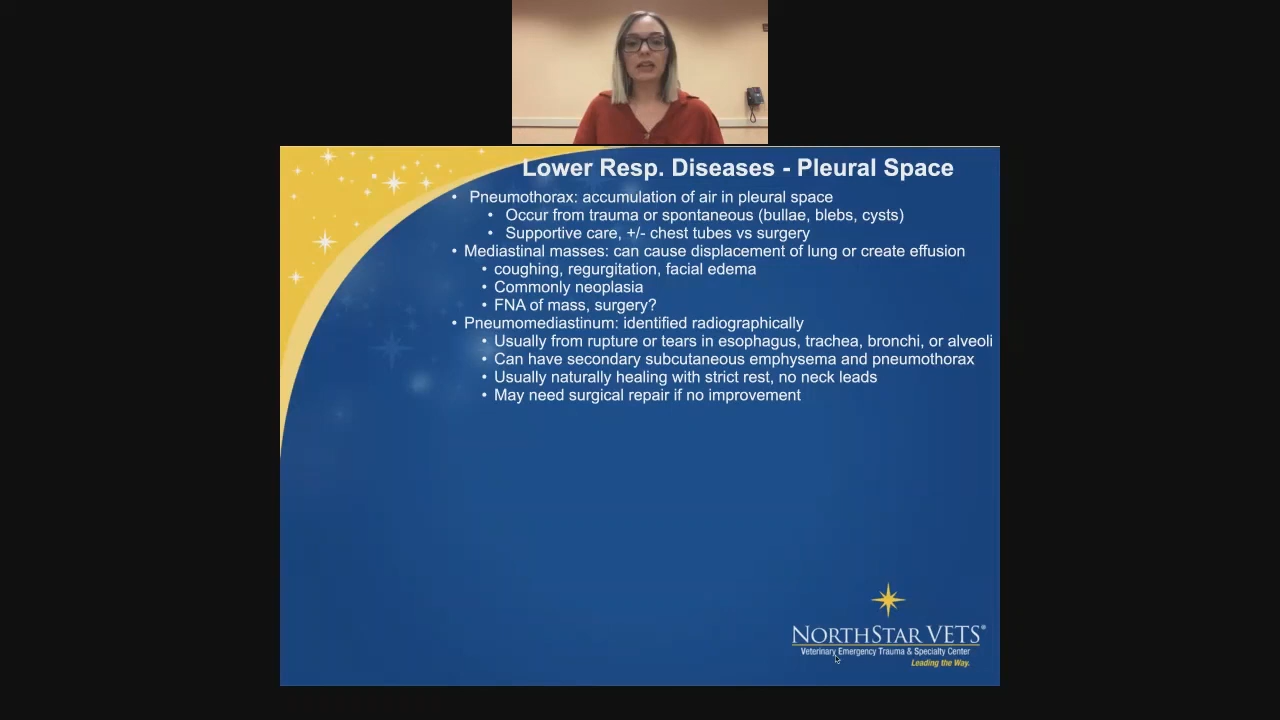 Lower Resp. Diseases - Pleural Space
• Pneumothorax: accumulation of air in pleural space
• Occur from trauma or spontaneous (bullae, blebs, cysts)
• Supportive care, +/- chest tubes vs surgery
• Mediastinal masses: can cause displacement of lung or create effusion
• coughing, regurgitation, facial edema
• Commonly neoplasia
• FNA of mass, surgery?
• Pneumomediastinum: identified radiographically
• Usually from rupture or tears in esophagus, trachea, bronchi, or alveoli
• Can have secondary subcutaneous emphysema and pneumothorax
• Usually naturally healing with strict rest, no neck leads
• May need surgical repair if no improvement
NORTHSTAR VETS®
Veterinary Emergency Trauma & Specialty Center
Leading the Way.